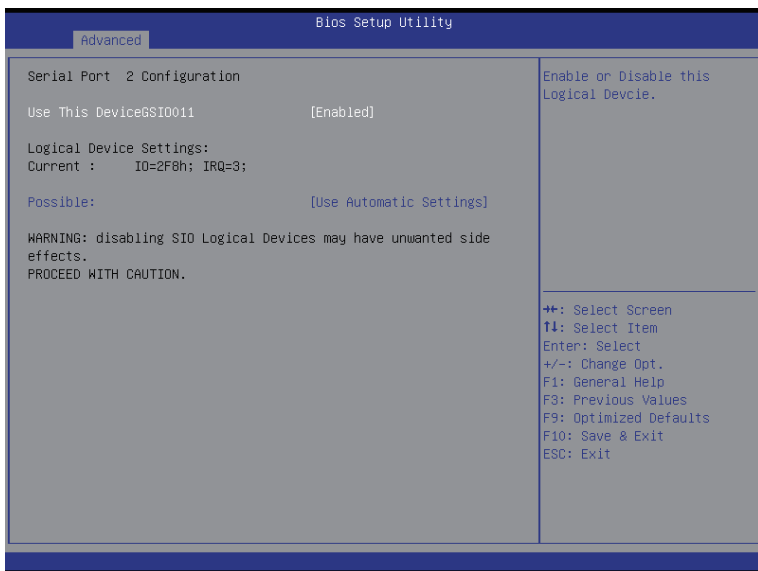 Bios Setup Utility
Advanced
Serial Port 2 Configuration
Use This DeviceGSIO011 [Enabled]
Logical Device Settings:
Current : IO=2F8h; IRQ=3;
Possible: [Use Automatic Settings]
WARNING: disabling SIO Logical Devices may have unwanted side
effects.
PROCEED WITH CAUTION.
Enable or Disable this
Logical Devcie.
→←: Select Screen
↑↓: Select Item
Enter: Select
+/-: Change Opt.
F1: General Help
F3: Previous Values
F9: Optimized Defaults
F10: Save & Exit
ESC: Exit